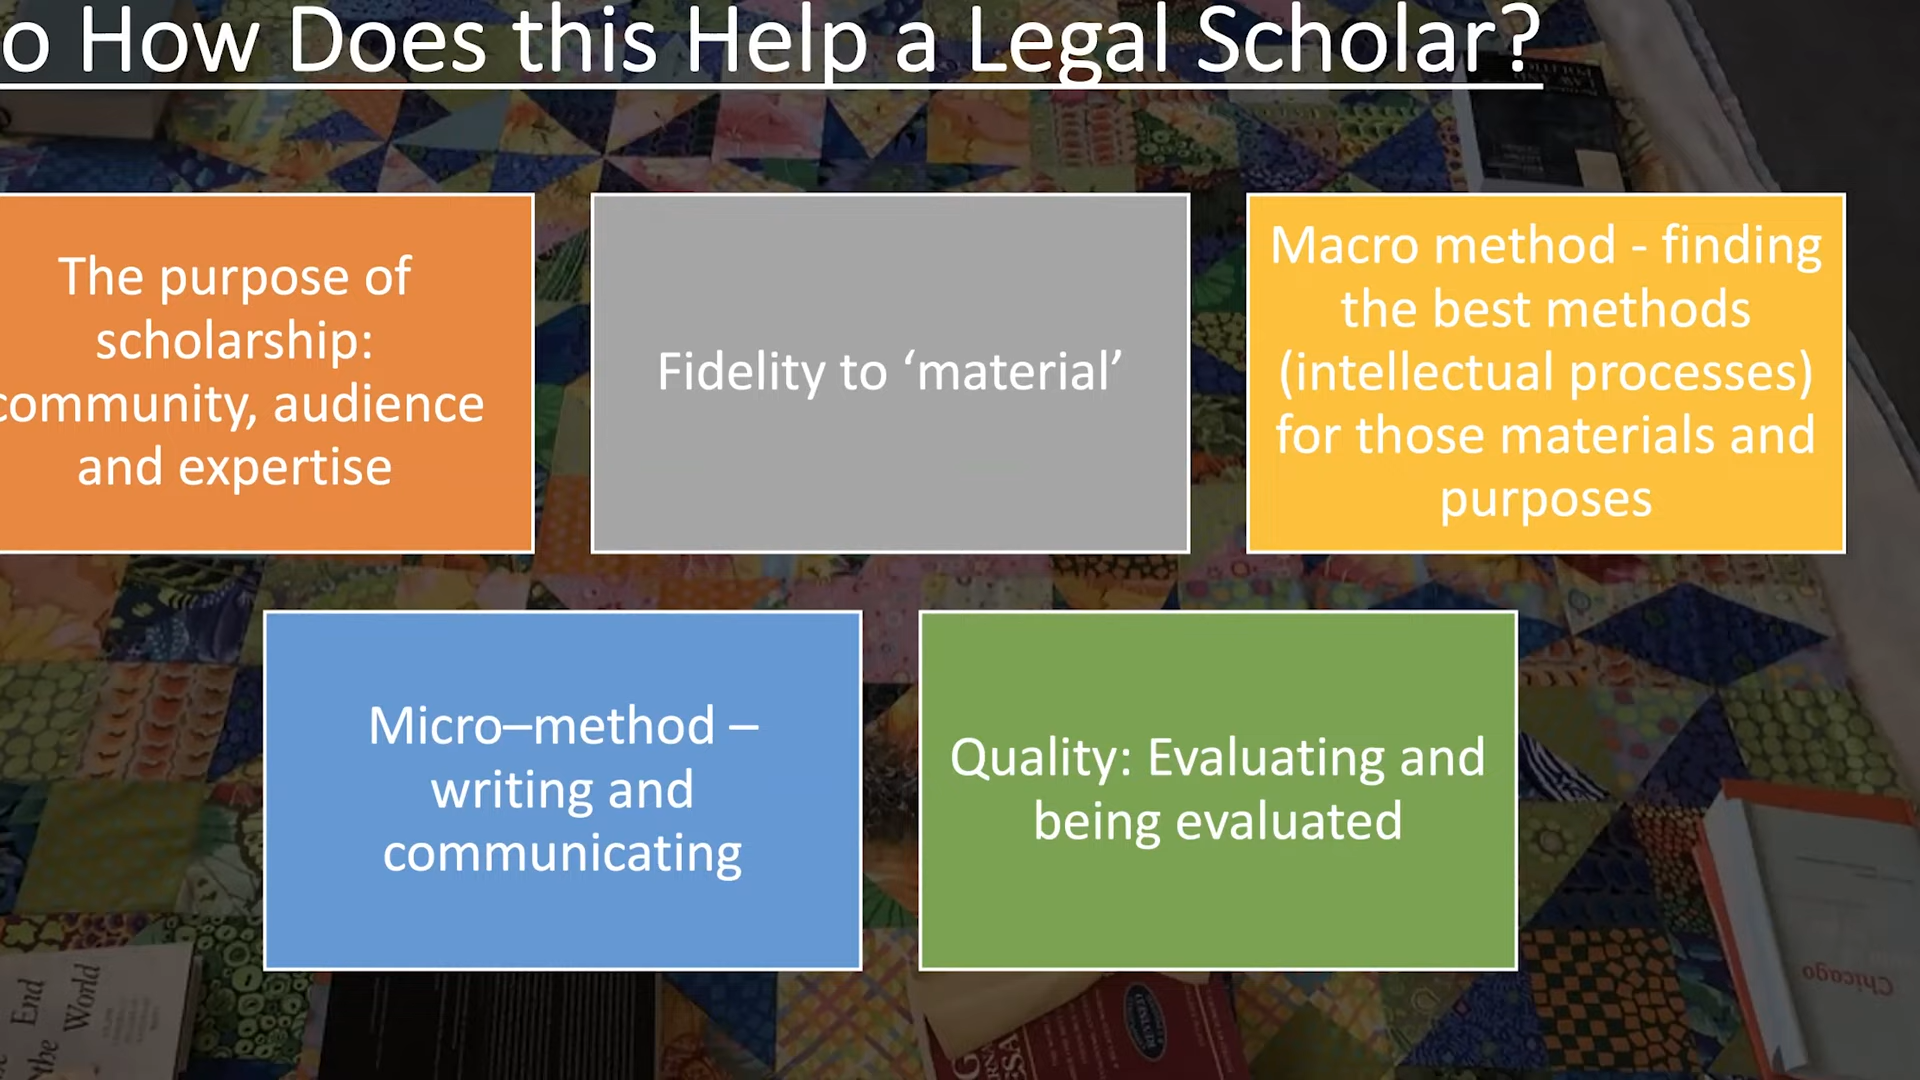 o How Does this Help a Legal Scholar?
The purpose of
scholarship:
community, audience
and expertise
Fidelity to ‘material’
Macro method - finding
the best methods
(intellectual processes)
for those materials and
purposes
Micro–method –
writing and
communicating
Quality: Evaluating and
being evaluated
End
the World
Chicago